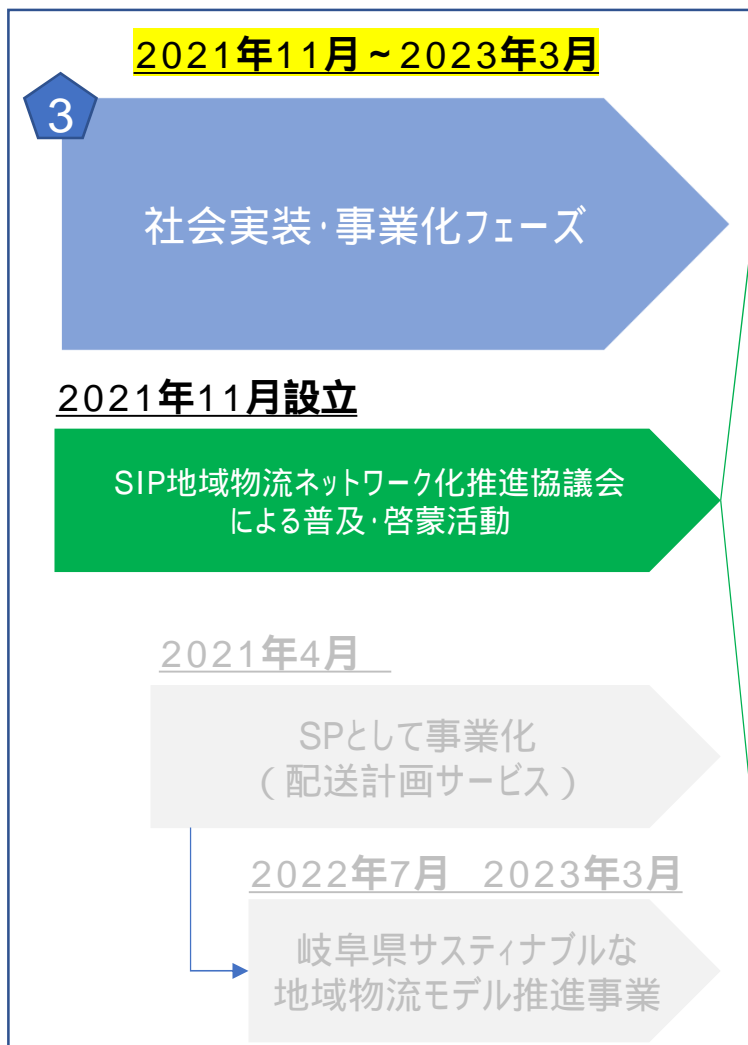 2021年11月~2023年3月
3
社会実装・事業化フェーズ
2021年11月設立
SIP地域物流ネットワーク化推進協議会
による普及・啓蒙活動
2021年4月
SPとして事業化
(配送計画サービス)
2022年7月 2023年3月
岐阜県サスティナブルな
地域物流モデル推進事業